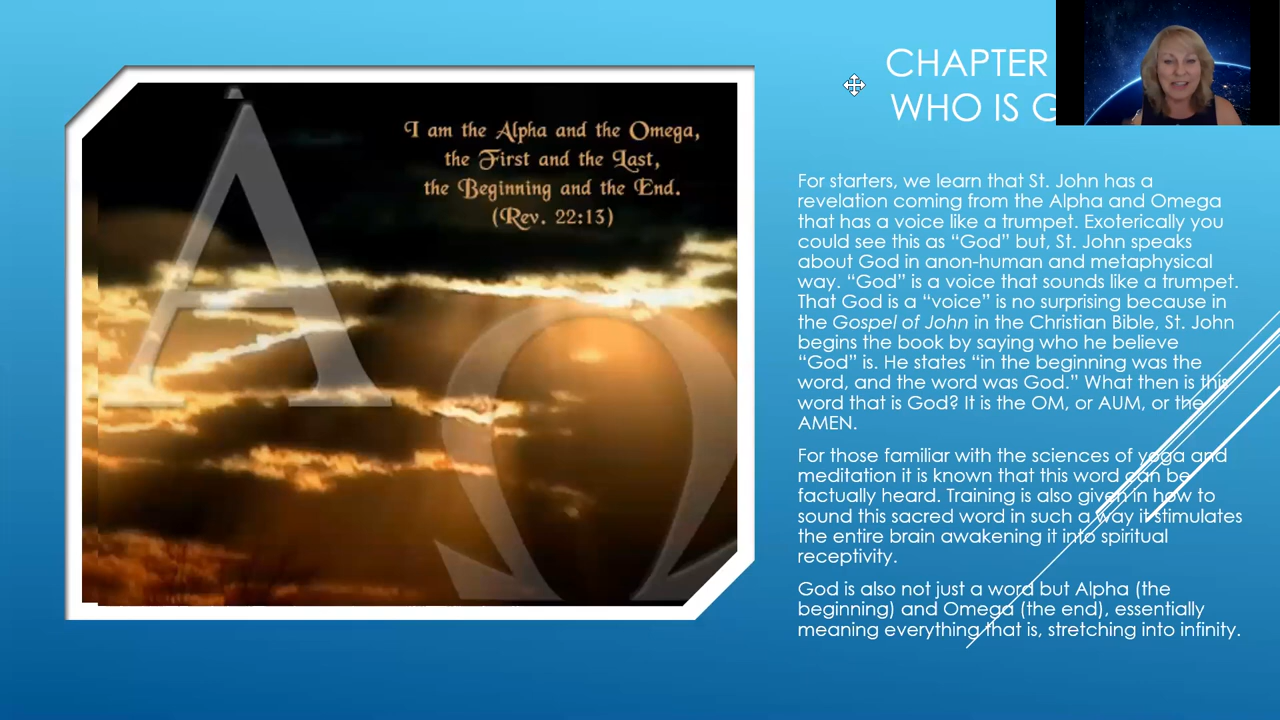 CHAPTER
WHO IS G
I am the Alpha and the Omega,
the First and the Last,
the Beginning and the End.
(Rev. 22:13)
For starters, we learn that St. John has a
revelation coming from the Alpha and Omega
that has a voice like a trumpet. Exoterically you
could see this as “God” but, St. John speaks
about God in anon-human and metaphysical
way. “God” is a voice that sounds like a trumpet.
That God is a “voice” is no surprising because in
the Gospel of John in the Christian Bible, St. John
begins the book by saying who he believe
“God” is. He states “in the beginning was the
word, and the word was God.” What then is this
word that is God? It is the OM, or AUM, or the
AMEN.
For those familiar with the sciences of yoga and
meditation it is known that this word can be
factually heard. Training is also given in how to
sound this sacred word in such a way it stimulates
the entire brain awakening it into spiritual
receptivity.
God is also not just a word but Alpha (the
beginning) and Omega (the end), essentially
meaning everything that is, stretching into infinity.